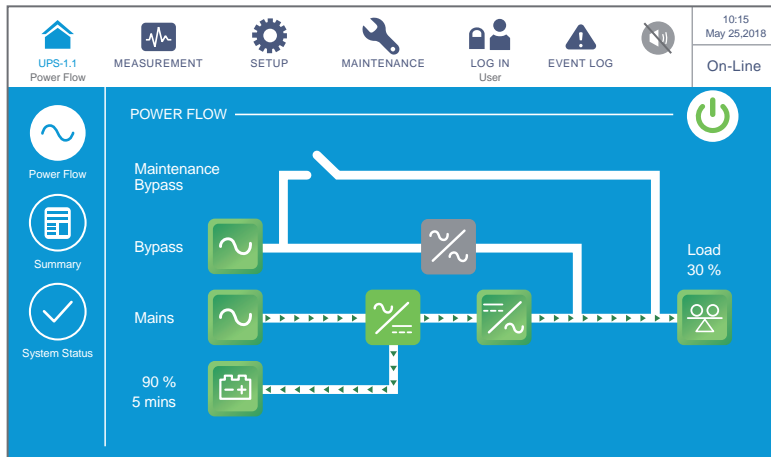 UPS-1.1
Power Flow
MEASUREMENT
SETUP
MAINTENANCE
LOG IN
User
EVENT LOG
10:15
May 25,2018
On-Line
Power Flow
Summary
System Status
POWER FLOW
Maintenance
Bypass
Bypass
Mains
90 %
5 mins
Load
30 %